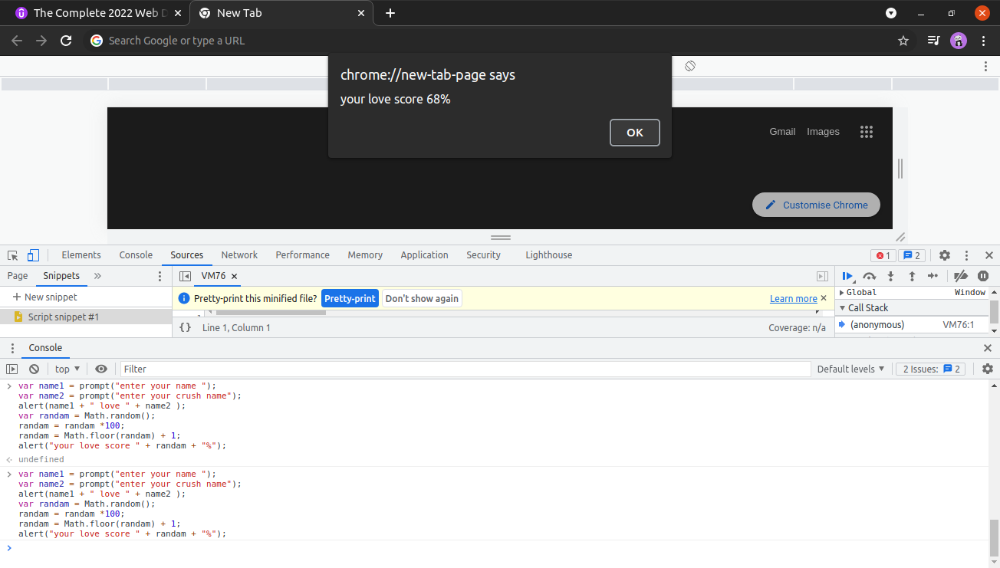 The Complete 2022 Web D
New Tab
Search Google or type a URL
chrome://new-tab-page says
your love score 68%
OK
Gmail Images
Customise Chrome
Elements Console Sources Network Performance Memory Application Security Lighthouse 1 2
Page Snippets » VM76 ×
+ New snippet
Pretty-print this minified file? Pretty-print Don't show again Learn more ×
Global Window
Script snippet #1
Call Stack
{} Line 1, Column 1 Coverage: n/a
(anonymous) VM76:1
Console
top ▼ Filter Default levels ▼ 2 Issues: 2
> var name1 = prompt("enter your name ");
var name2 = prompt("enter your crush name");
alert(name1 + " love " + name2 );
var randam = Math.random();
randam = randam *100;
randam = Math.floor(randam) + 1;
alert("your love score " + randam + "%");
undefined
> var name1 = prompt("enter your name ");
var name2 = prompt("enter your crush name");
alert(name1 + " love " + name2 );
var randam = Math.random();
randam = randam *100;
randam = Math.floor(randam) + 1;
alert("your love score " + randam + "%");
>